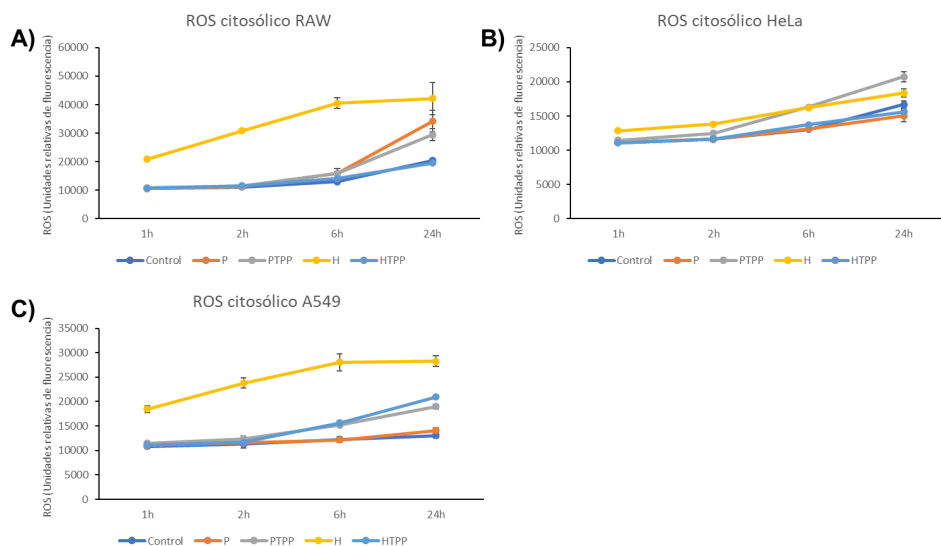 A)
ROS citosólico RAW
ROS (Unidades relativas de fluorescencia)
60000
50000
40000
30000
20000
10000
0
1h 2h 6h 24h
Control P PTPP H HTPP
B)
ROS citosólico HeLa
ROS (Unidades relativas de fluorescencia)
25000
20000
15000
10000
5000
0
1h 2h 6h 24h
Control P PTPP H HTPP
C)
ROS citosólico A549
ROS (Unidades relativas de fluorescencia)
35000
30000
25000
20000
15000
10000
5000
0
1h 2h 6h 24h
Control P PTPP H HTPP